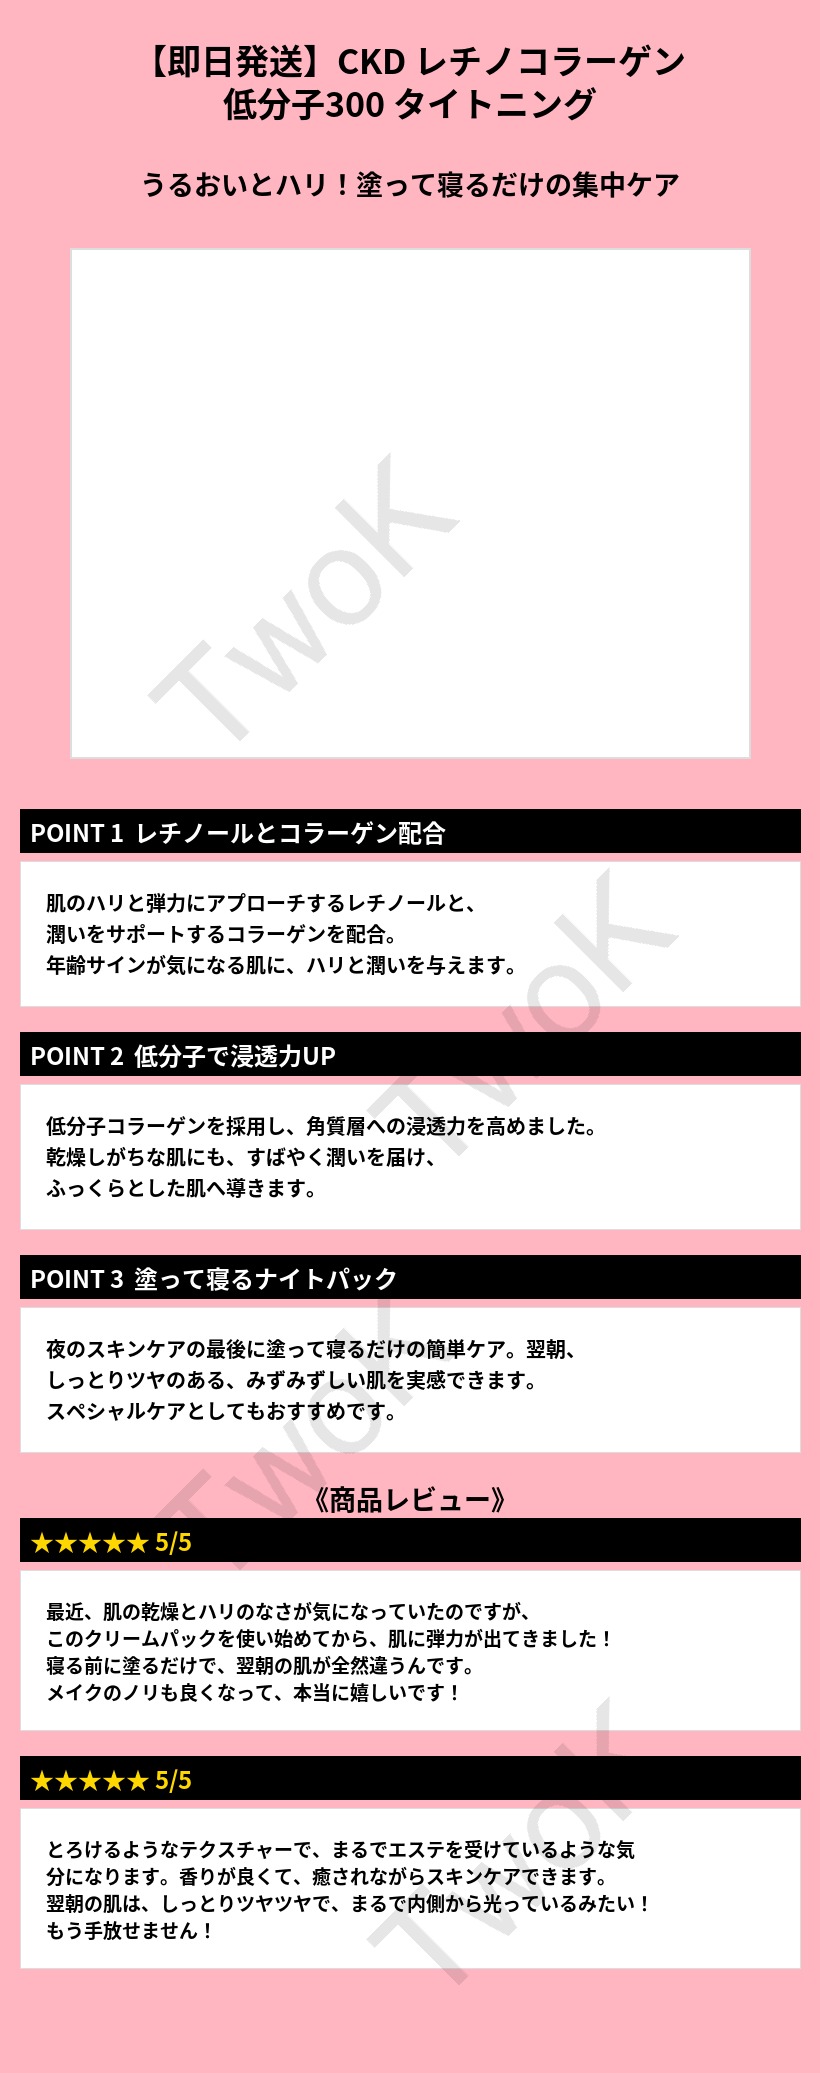 【即日発送】CKD レチノコラーゲン
低分子300 タイトニング
うるおいとハリ！塗って寝るだけの集中ケア
TwoK
POINT 1 レチノールとコラーゲン配合
肌のハリと弾力にアプローチするレチノールと、
潤いをサポートするコラーゲンを配合。
年齢サインが気になる肌に、ハリと潤いを与えます。
TwoK
POINT 2 低分子で浸透力UP
低分子コラーゲンを採用し、角質層への浸透力を高めました。
乾燥しがちな肌にも、すばやく潤いを届け、
ふっくらとした肌へ導きます。
POINT 3 塗って寝るナイトパック
夜のスキンケアの最後に塗って寝るだけの簡単ケア。翌朝、
しっとりツヤのある、みずみずしい肌を実感できます。
スペシャルケアとしてもおすすめです。
TwoK
《商品レビュー》
★★★★★ 5/5
最近、肌の乾燥とハリのなさが気になっていたのですが、
このクリームパックを使い始めてから、肌に弾力が出てきました！
寝る前に塗るだけで、翌朝の肌が全然違うんです。
メイクのノリも良くなって、本当に嬉しいです！
★★★★★ 5/5
とろけるようなテクスチャーで、まるでエステを受けているような気
分になります。香りが良くて、癒されながらスキンケアできます。
翌朝の肌は、しっとりツヤツヤで、まるで内側から光っているみたい！
もう手放せません！
TwoK